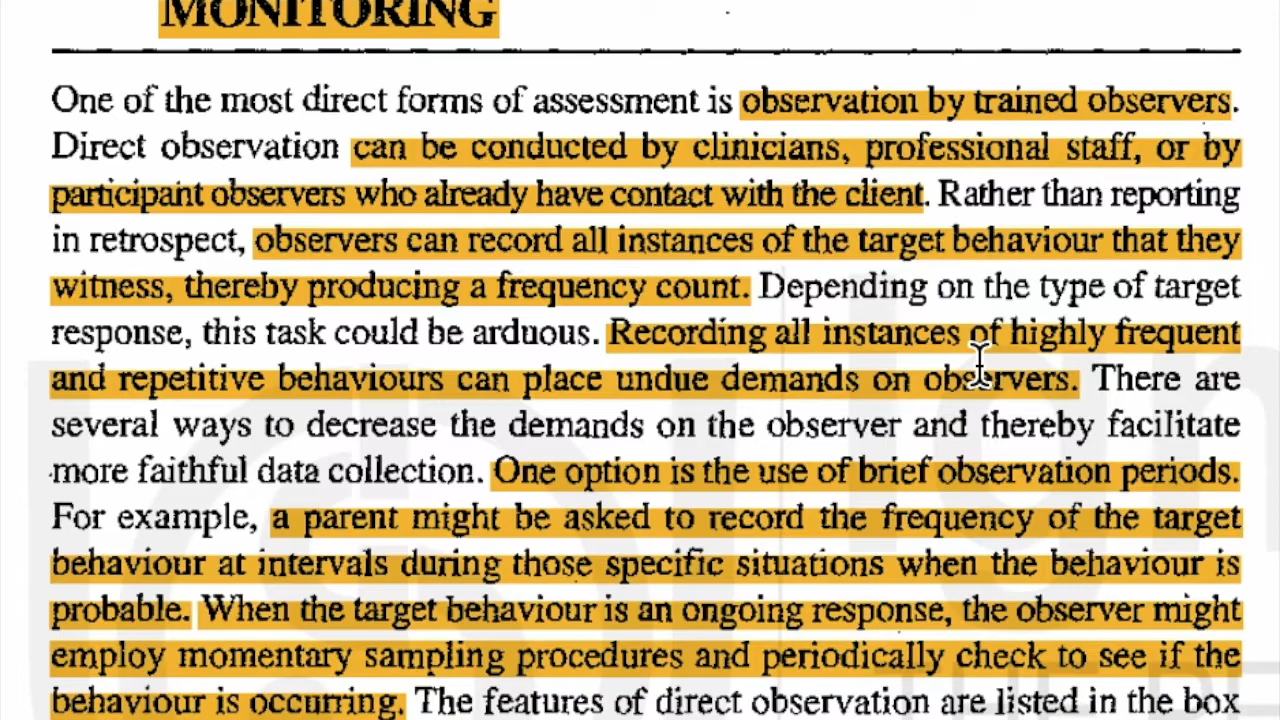 MONITORING
One of the most direct forms of assessment is observation by trained observers.
Direct observation can be conducted by clinicians, professional staff, or by
participant observers who already have contact with the client. Rather than reporting
in retrospect, observers can record all instances of the target behaviour that they
witness, thereby producing a frequency count. Depending on the type of target
response, this task could be arduous. Recording all instances of highly frequent
and repetitive behaviours can place undue demands on observers. There are
several ways to decrease the demands on the observer and thereby facilitate
more faithful data collection. One option is the use of brief observation periods.
For example, a parent might be asked to record the frequency of the target
behaviour at intervals during those specific situations when the behaviour is
probable. When the target behaviour is an ongoing response, the observer might
employ momentary sampling procedures and periodically check to see if the
behaviour is occurring. The features of direct observation are listed in the box